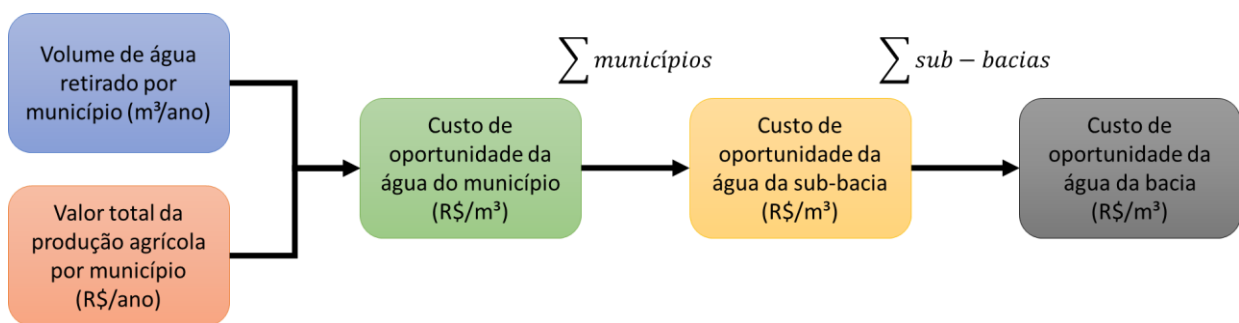 Volume de água
retirado por
município (m³/ano)
Valor total da
produção agrícola
por município
(R$/ano)
Custo de
oportunidade da
água do município
(R$/m³)
∑ municípios
Custo de
oportunidade da
água da sub-bacia
(R$/m³)
∑ sub − bacias
Custo de
oportunidade da
água da bacia
(R$/m³)